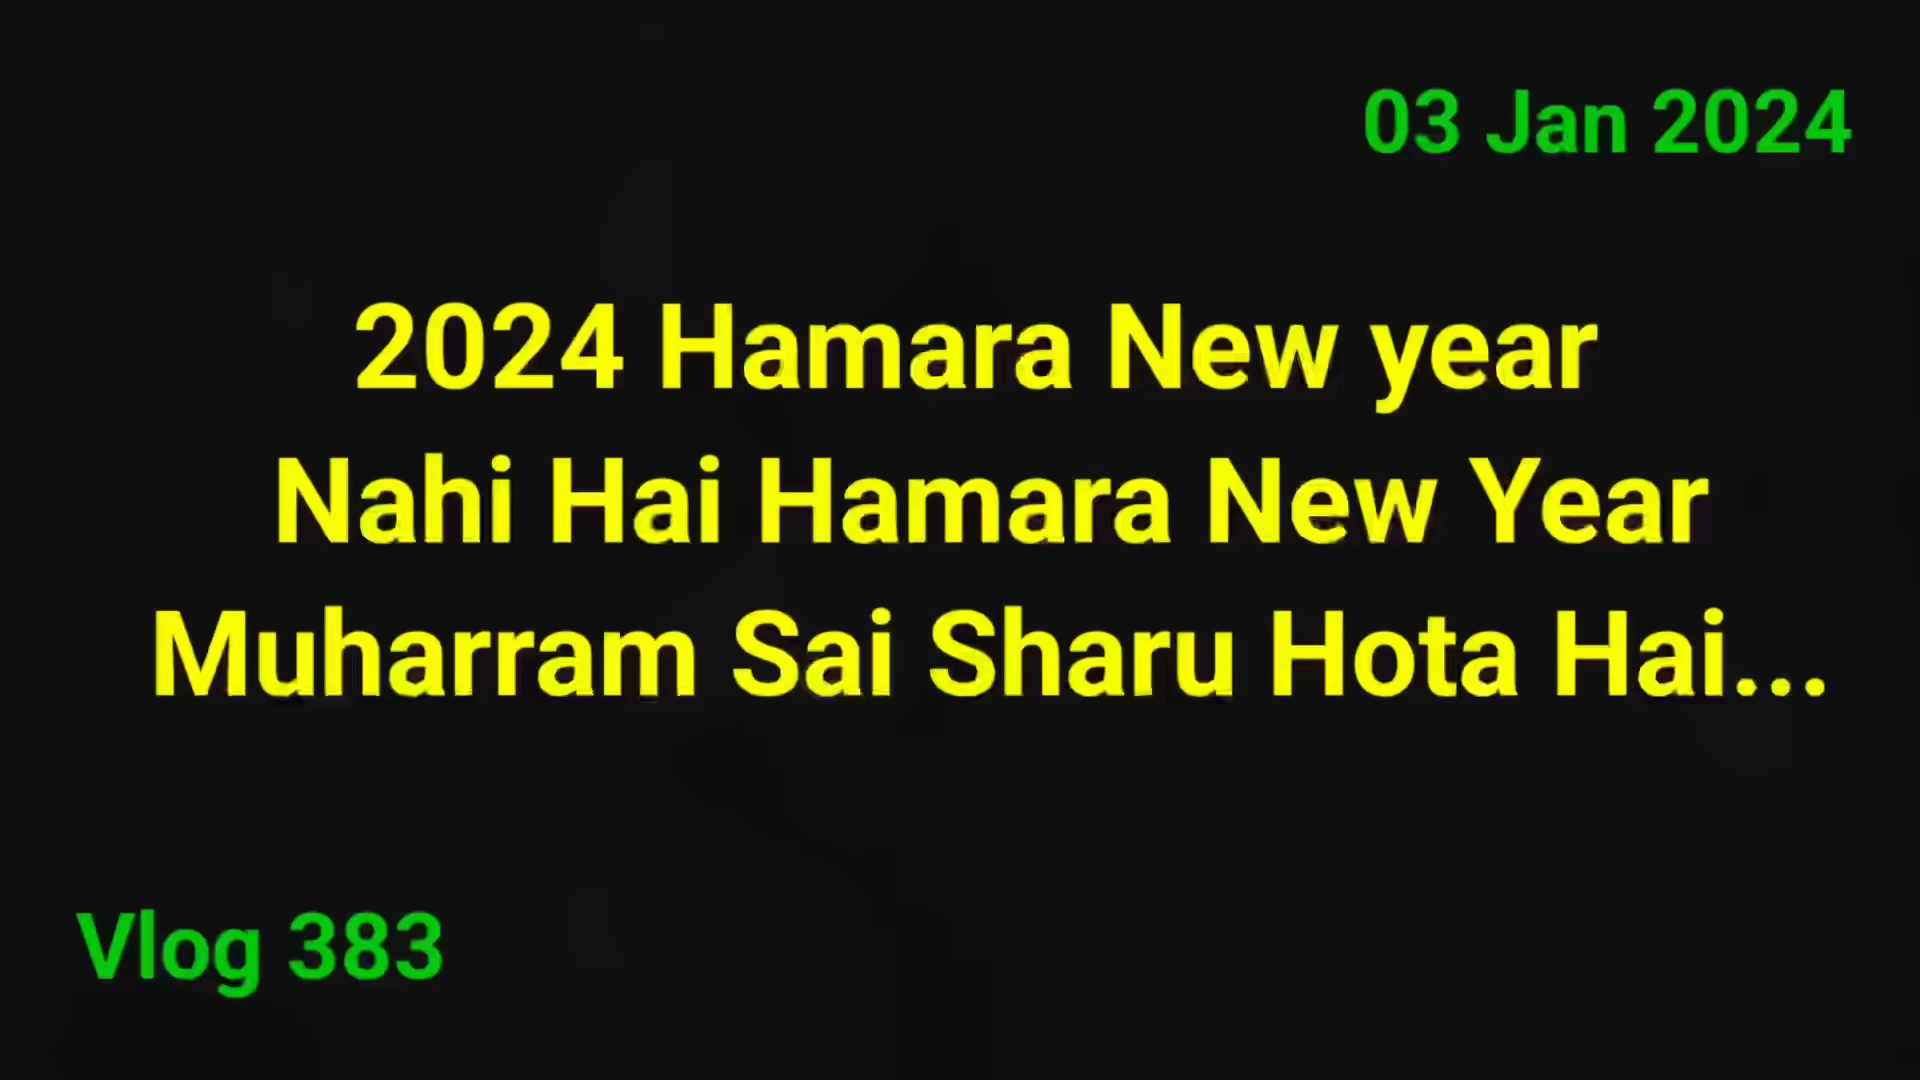 03 Jan 2024
2024 Hamara New year
Nahi Hai Hamara New Year
Muharram Sai Sharu Hota Hai...
Vlog 383